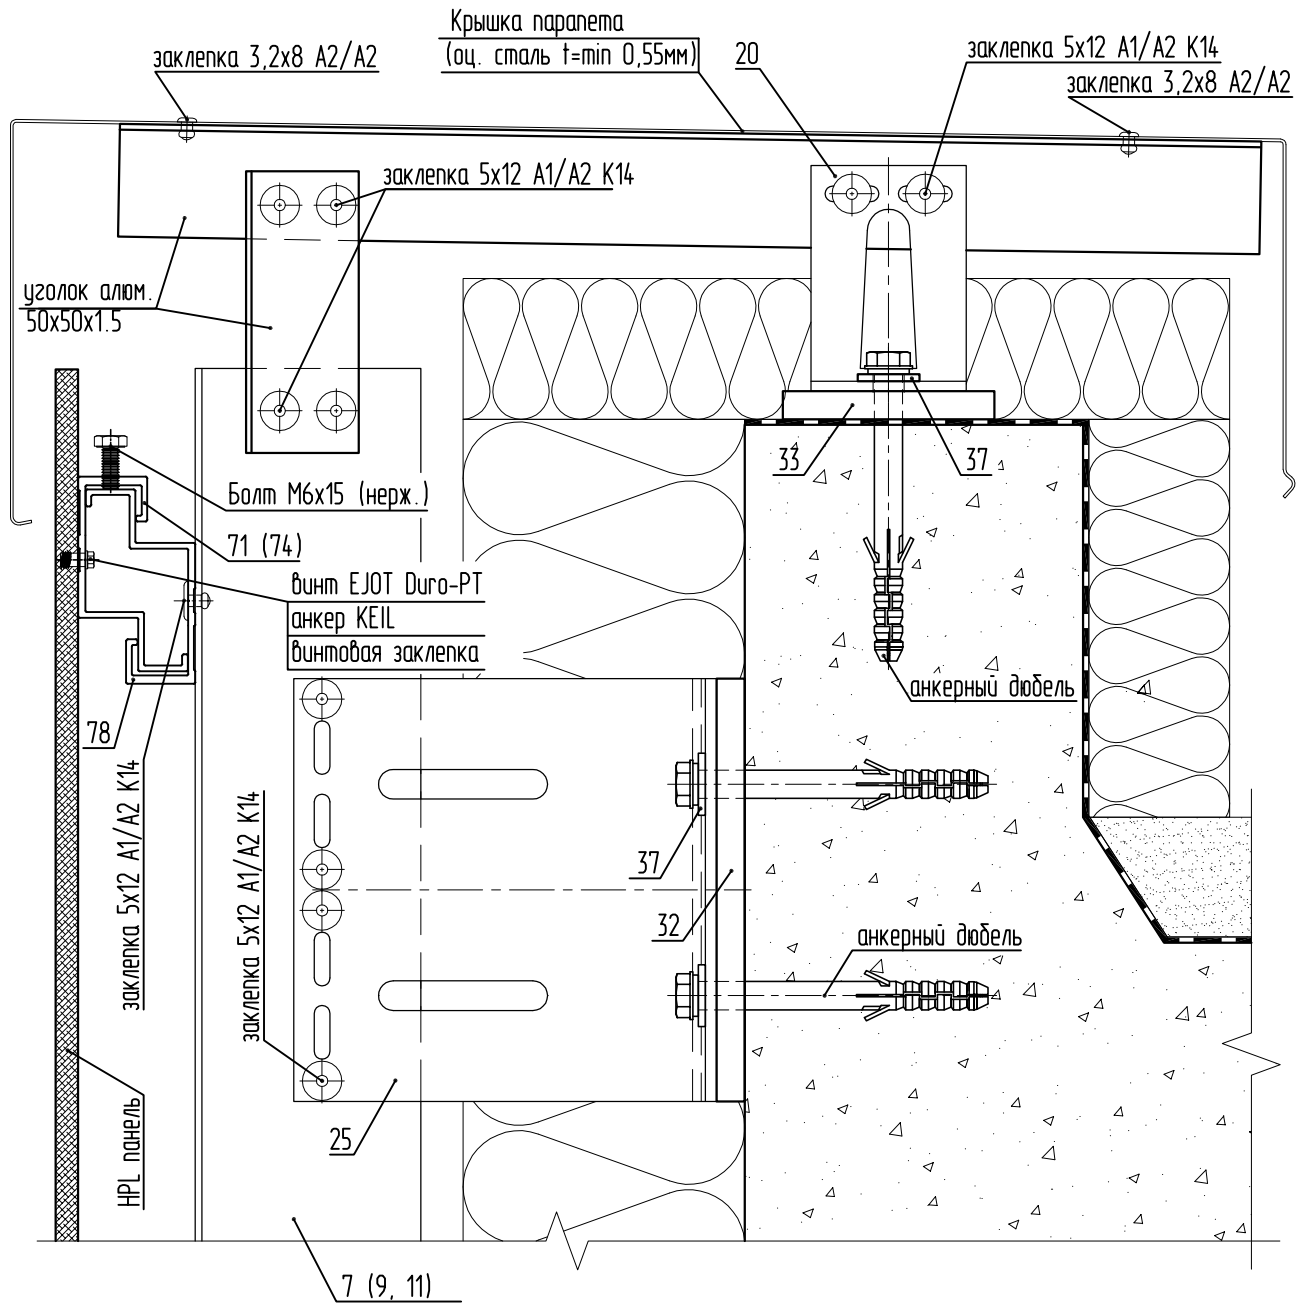 Крышка парапета
(оц. сталь t=min 0,55мм)
20
заклепка 5х12 А1/А2 К14
заклепка 3,2х8 А2/А2
заклепка 3,2х8 А2/А2
заклепка 5х12 А1/А2 К14
уголок алюм.
50х50х1.5
33
37
Болт М6х15 (нерж.)
71 (74)
винт EJOT Duro-PT
анкер KEIL
винтовая заклепка
анкерный дюбель
78
заклепка 5х12 А1/А2 К14
заклепка 5х12 А1/А2 К14
37
32
анкерный дюбель
25
HPL панель
7 (9, 11)